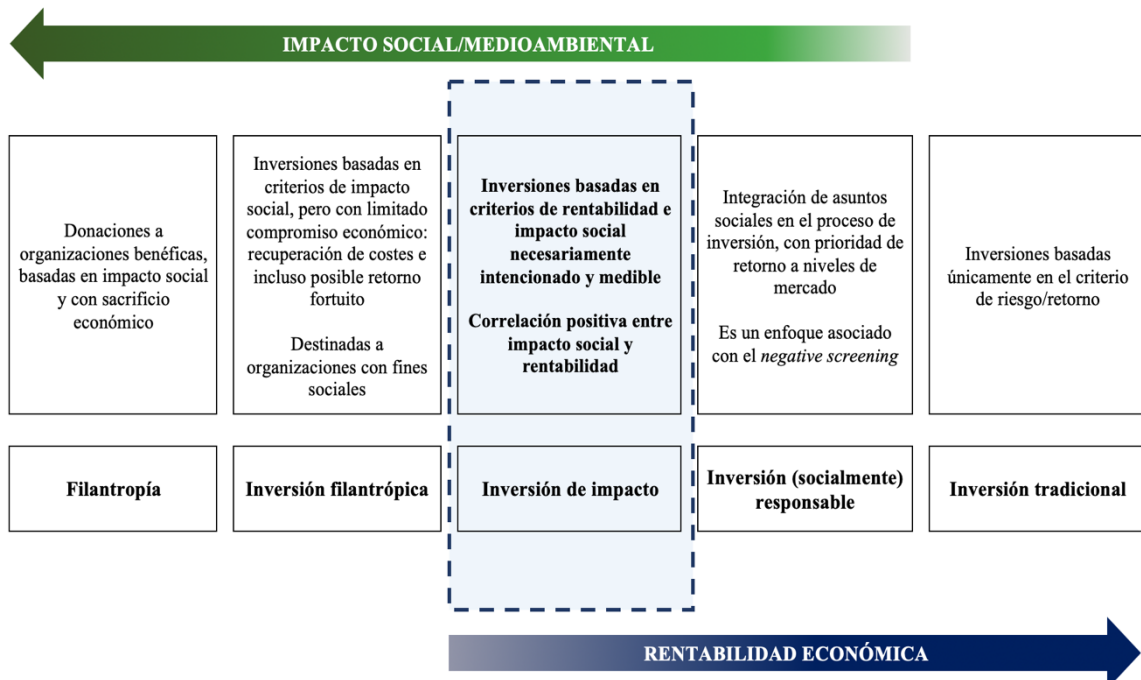 IMPACTO SOCIAL/MEDIOAMBIENTAL
Donaciones a
organizaciones benéficas,
basadas en impacto social
y con sacrificio
económico
Inversiones basadas en
criterios de impacto
social, pero con limitado
compromiso económico:
recuperación de costes e
incluso posible retorno
fortuito
Destinadas a
organizaciones con fines
sociales
Inversiones basadas en
criterios de rentabilidad e
impacto social
necesariamente
intencionado y medible
Correlación positiva entre
impacto social y
rentabilidad
Integración de asuntos
sociales en el proceso de
inversión, con prioridad de
retorno a niveles de
mercado
Es un enfoque asociado
con el negative screening
Inversiones basadas
únicamente en el criterio
de riesgo/retorno
Filantropía
Inversión filantrópica
Inversión de impacto
Inversión (socialmente)
responsable
Inversión tradicional
RENTABILIDAD ECONÓMICA